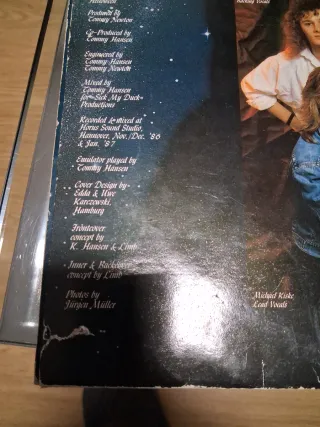 Produced by
Tommy Newton
Co-Produced by
Tommy Hansen
Engineered by
Tommy Hansen
Tommy Newton
Mixed by
Tommy Hansen
for "Sick My Duck"
Productions
Recorded & mixed at
Horus Sound Studio,
Hannover, Nov./Dec. '86
& Jan. '87
Emulator played by
Tommy Hansen
Cover Design by
Edda & Uwe
Karczewski,
Hamburg
Frontcover
concept by
K. Hansen & Limb
Inner & Backcover
concept by Limb
Photos by
Jürgen Müller
Backing Vocals
Michael Kiske
Lead Vocals